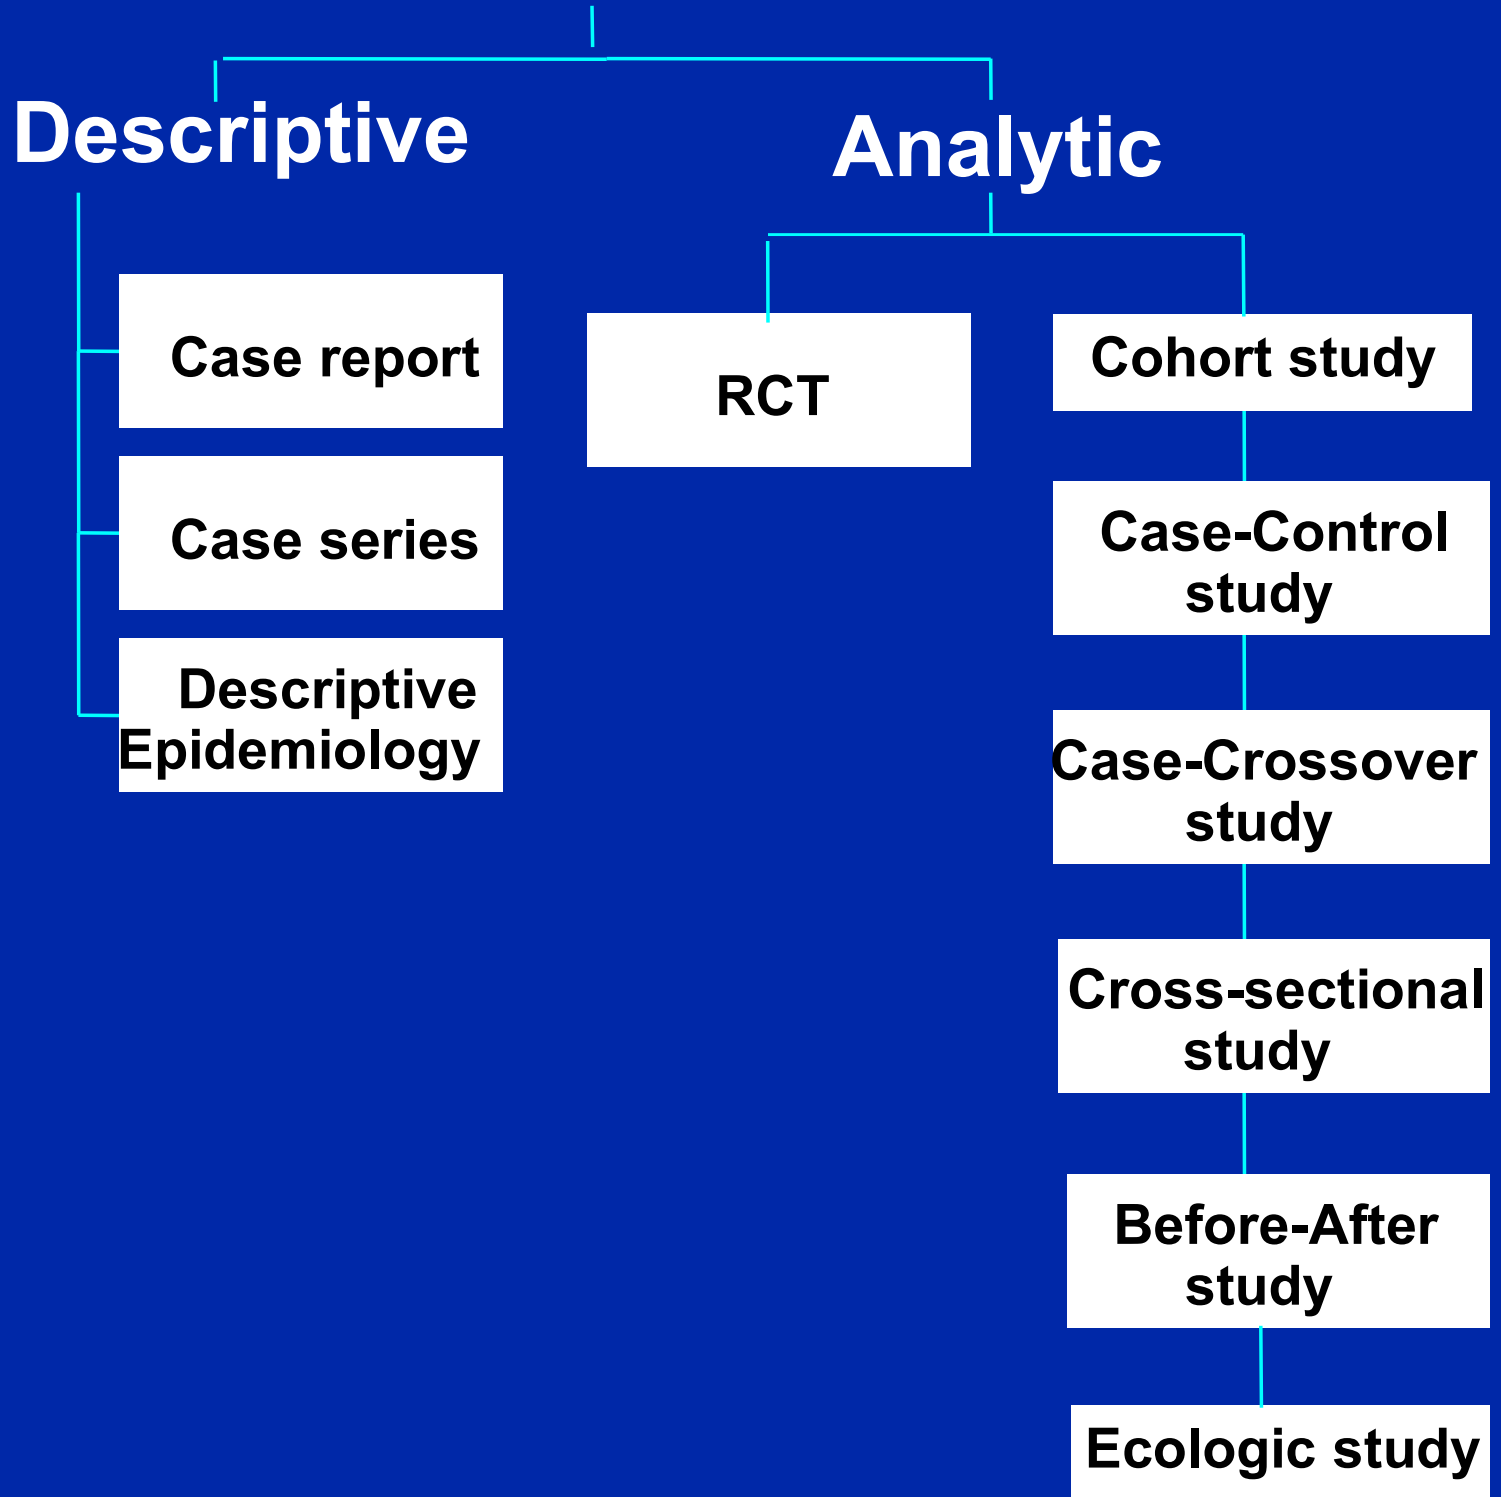 Descriptive
Analytic
Case report
Case series
Descriptive
Epidemiology
RCT
Cohort study
Case-Control
study
Case-Crossover
study
Cross-sectional
study
Before-After
study
Ecologic study